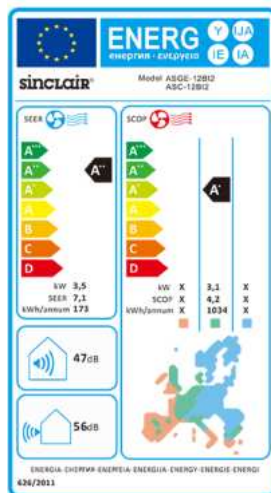 ENERG
енергия · ενεργεια
Y IJA
IE IA
sinclair®
Model ASGE-12BI2
ASC-12BI2
SEER
SCOP
A+++
A++
A+
A
B
C
D
A++
A+++
A++
A+
A
B
C
D
A+
kW 3,5
SEER 7,1
kWh/annum 173
kW X 3,1 X
SCOP X 4,2 X
kWh/annum X 1034 X
47dB
56dB
ENERGIA·ЕНЕРГИЯ·ΕΝΕΡΓΕΙΑ·ENERGIJA·ENERGY·ENERGIE·ENERGI
626/2011